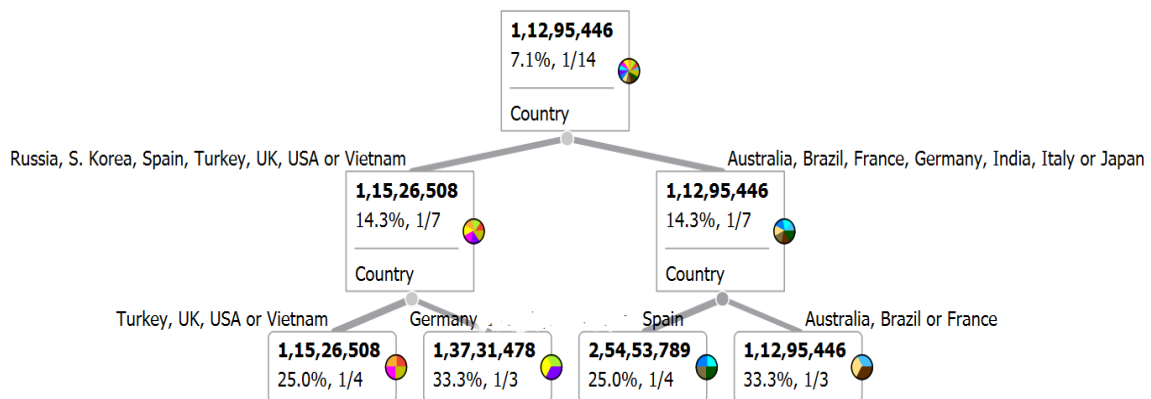 1,12,95,446
7.1%, 1/14
Country
Russia, S. Korea, Spain, Turkey, UK, USA or Vietnam
Australia, Brazil, France, Germany, India, Italy or Japan
1,15,26,508
14.3%, 1/7
Country
1,12,95,446
14.3%, 1/7
Country
Turkey, UK, USA or Vietnam
Germany
Spain
Australia, Brazil or France
1,15,26,508
25.0%, 1/4
1,37,31,478
33.3%, 1/3
2,54,53,789
25.0%, 1/4
1,12,95,446
33.3%, 1/3